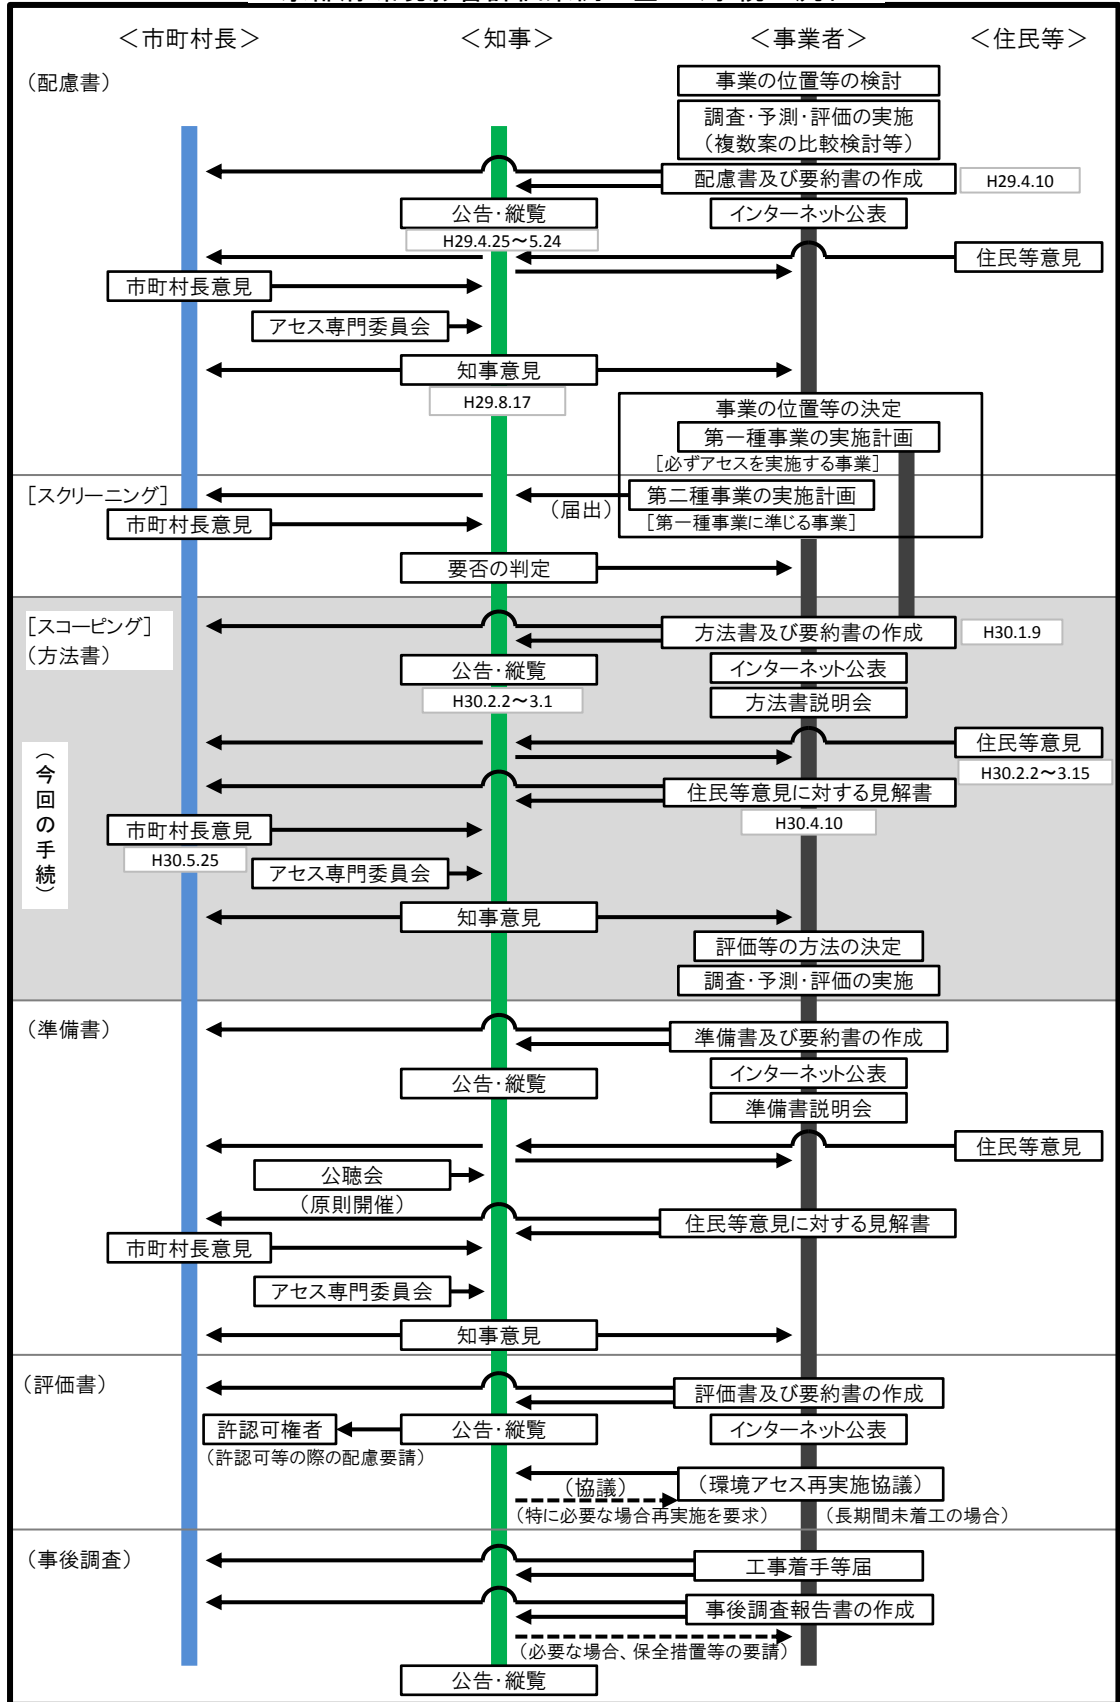 ＜市町村長＞ ＜知事＞ ＜事業者＞ ＜住民等＞
（配慮書）
事業の位置等の検討
調査・予測・評価の実施
（複数案の比較検討等）
配慮書及び要約書の作成
H29.4.10
公告・縦覧
インターネット公表
H29.4.25～5.24
住民等意見
市町村長意見
アセス専門委員会
知事意見
H29.8.17
事業の位置等の決定
第一種事業の実施計画
［必ずアセスを実施する事業］
［スクリーニング］
第二種事業の実施計画
（届出）
市町村長意見
［第一種事業に準じる事業］
要否の判定
［スコーピング］
（方法書）
方法書及び要約書の作成
H30.1.9
公告・縦覧
インターネット公表
H30.2.2～3.1
方法書説明会
（今回の手続）
住民等意見
H30.2.2～3.15
住民等意見に対する見解書
H30.4.10
市町村長意見
H30.5.25
アセス専門委員会
知事意見
評価等の方法の決定
調査・予測・評価の実施
（準備書）
準備書及び要約書の作成
公告・縦覧
インターネット公表
準備書説明会
住民等意見
公聴会
（原則開催）
住民等意見に対する見解書
市町村長意見
アセス専門委員会
知事意見
（評価書）
評価書及び要約書の作成
許認可権者
公告・縦覧
インターネット公表
（許認可等の際の配慮要請）
（協議）
（環境アセス再実施協議）
（特に必要な場合再実施を要求）
（長期間未着工の場合）
（事後調査）
工事着手等届
事後調査報告書の作成
（必要な場合、保全措置等の要請）
公告・縦覧